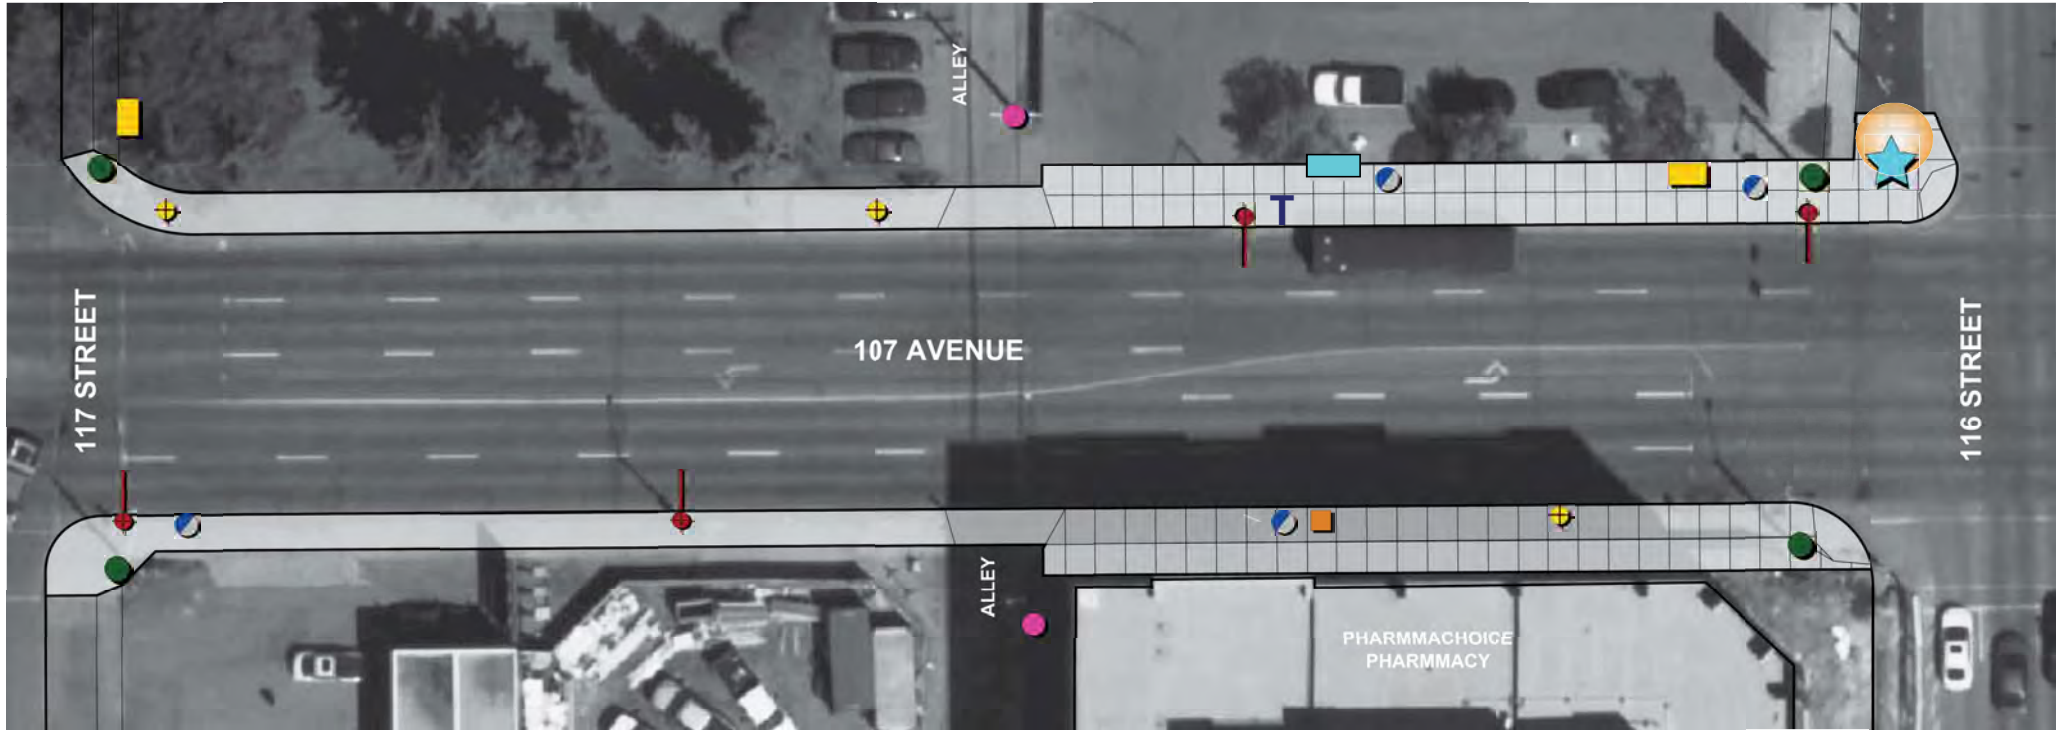 ALLEY
T
117 STREET
107 AVENUE
116 STREET
ALLEY
PHARMMACHOICE
PHARMMACY